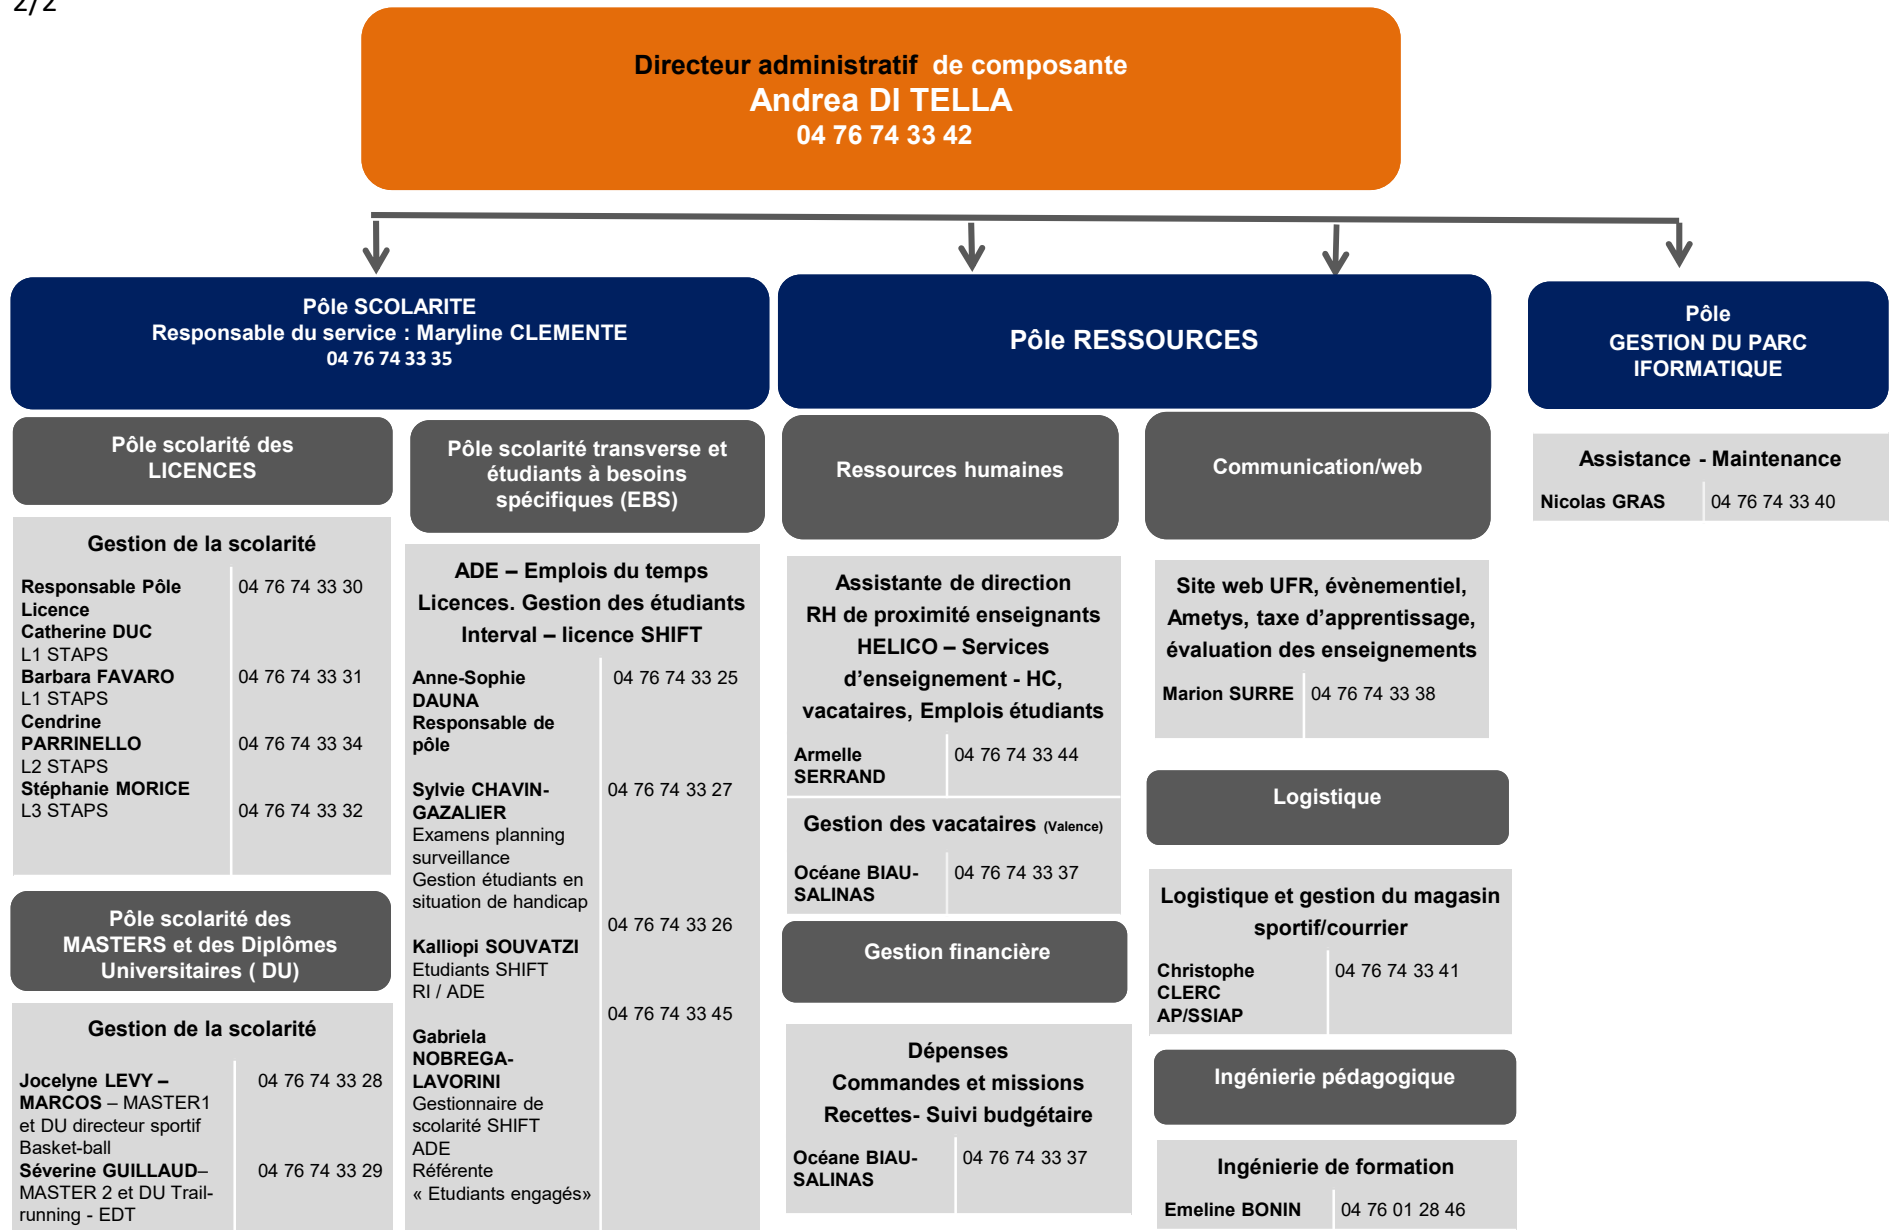 2/2
Directeur administratif de composante
Andrea DI TELLA
04 76 74 33 42
Pôle SCOLARITE
Responsable du service : Maryline CLEMENTE
04 76 74 33 35
Pôle RESSOURCES
Pôle
GESTION DU PARC
IFORMATIQUE
Pôle scolarité des
LICENCES
Gestion de la scolarité
Responsable Pôle 04 76 74 33 30
Licence
Catherine DUC
L1 STAPS
Barbara FAVARO 04 76 74 33 31
L1 STAPS
Cendrine
PARRINELLO 04 76 74 33 34
L2 STAPS
Stéphanie MORICE
L3 STAPS 04 76 74 33 32
Pôle scolarité des
MASTERS et des Diplômes
Universitaires ( DU)
Gestion de la scolarité
Jocelyne LEVY – 04 76 74 33 28
MARCOS – MASTER1
et DU directeur sportif
Basket-ball
Séverine GUILLAUD– 04 76 74 33 29
MASTER 2 et DU Trail-
running - EDT
Pôle scolarité transverse et
étudiants à besoins
spécifiques (EBS)
ADE – Emplois du temps
Licences. Gestion des étudiants
Interval – licence SHIFT
Anne-Sophie 04 76 74 33 25
DAUNA
Responsable de
pôle
Sylvie CHAVIN- 04 76 74 33 27
GAZALIER
Examens planning
surveillance
Gestion étudiants en
situation de handicap
04 76 74 33 26
Kalliopi SOUVATZI
Etudiants SHIFT
RI / ADE
04 76 74 33 45
Gabriela
NOBREGA-
LAVORINI
Gestionnaire de
scolarité SHIFT
ADE
Référente
« Etudiants engagés»
Ressources humaines
Assistante de direction
RH de proximité enseignants
HELICO – Services
d'enseignement - HC,
vacataires, Emplois étudiants
Armelle 04 76 74 33 44
SERRAND
Gestion des vacataires (Valence)
Océane BIAU- 04 76 74 33 37
SALINAS
Gestion financière
Dépenses
Commandes et missions
Recettes- Suivi budgétaire
Océane BIAU- 04 76 74 33 37
SALINAS
Communication/web
Site web UFR, évènementiel,
Ametys, taxe d'apprentissage,
évaluation des enseignements
Marion SURRE 04 76 74 33 38
Logistique
Logistique et gestion du magasin
sportif/courrier
Christophe 04 76 74 33 41
CLERC
AP/SSIAP
Ingénierie pédagogique
Ingénierie de formation
Emeline BONIN 04 76 01 28 46
Assistance - Maintenance
Nicolas GRAS 04 76 74 33 40